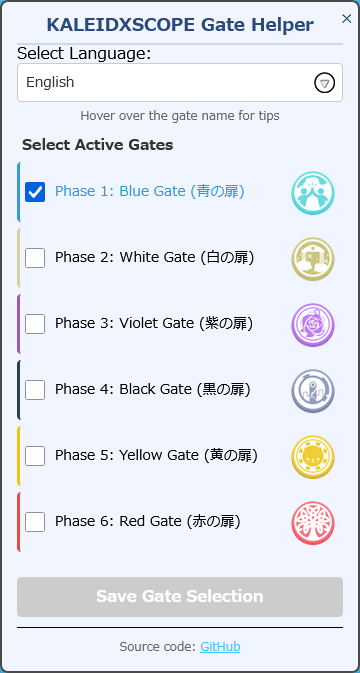 KALEIDXSCOPE Gate Helper
×
Select Language:
English
Hover over the gate name for tips
Select Active Gates
Phase 1: Blue Gate (青の扉)
Phase 2: White Gate (白の扉)
Phase 3: Violet Gate (紫の扉)
Phase 4: Black Gate (黒の扉)
Phase 5: Yellow Gate (黄の扉)
Phase 6: Red Gate (赤の扉)
Save Gate Selection
Source code: GitHub